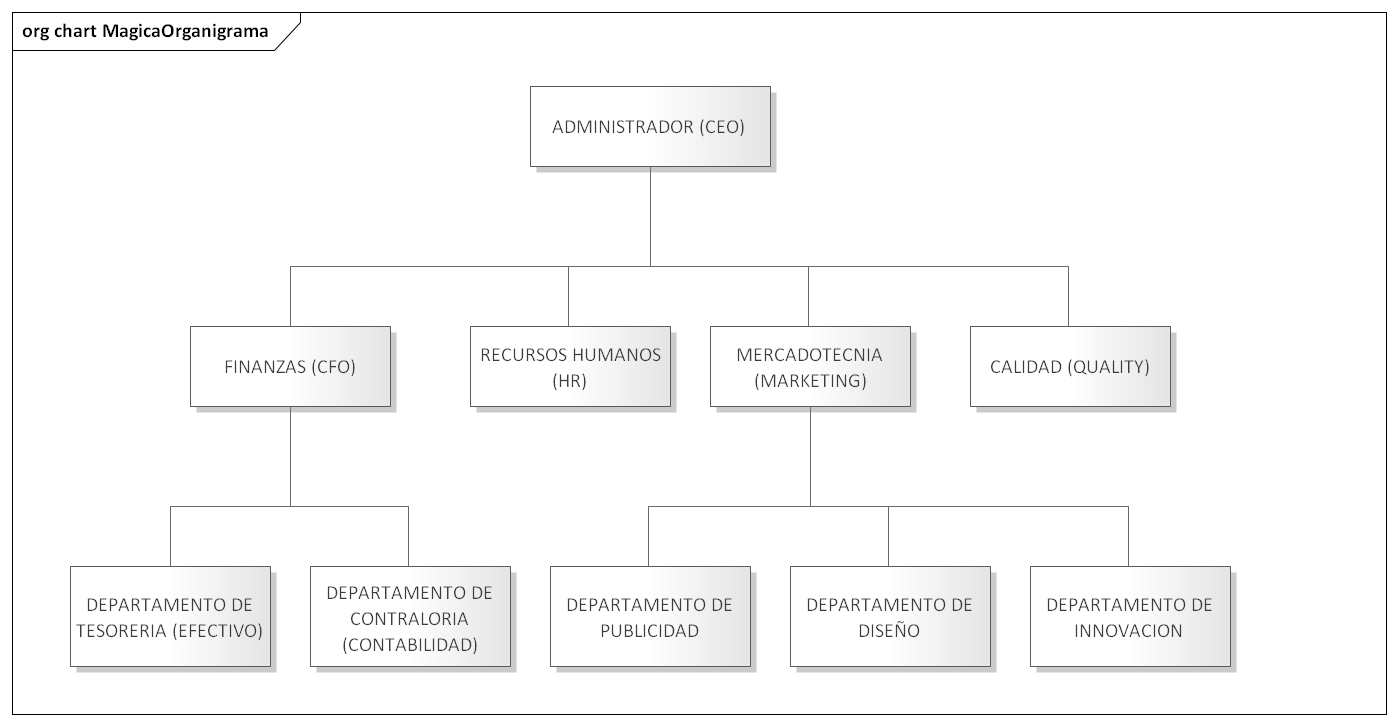 org chart MagicaOrganigrama
ADMINISTRADOR (CEO)
FINANZAS (CFO)
RECURSOS HUMANOS
(HR)
MERCADOTECNIA
(MARKETING)
CALIDAD (QUALITY)
DEPARTAMENTO DE
TESORERIA (EFECTIVO)
DEPARTAMENTO DE
CONTRALORIA
(CONTABILIDAD)
DEPARTAMENTO DE
PUBLICIDAD
DEPARTAMENTO DE
DISEÑO
DEPARTAMENTO DE
INNOVACION